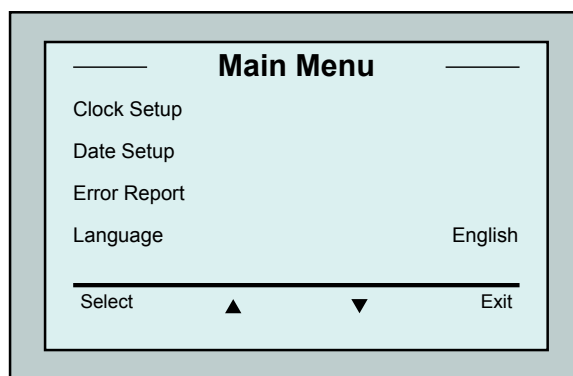 Main Menu
Clock Setup
Date Setup
Error Report
Language English
Select ▲ ▼ Exit